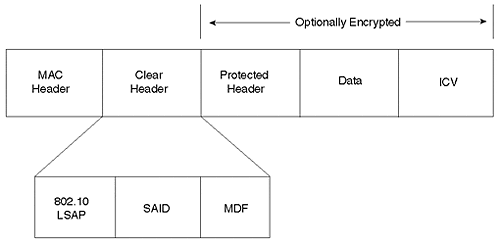 Optionally Encrypted
MAC
Header
Clear
Header
Protected
Header
Data
ICV
802.10
LSAP
SAID
MDF